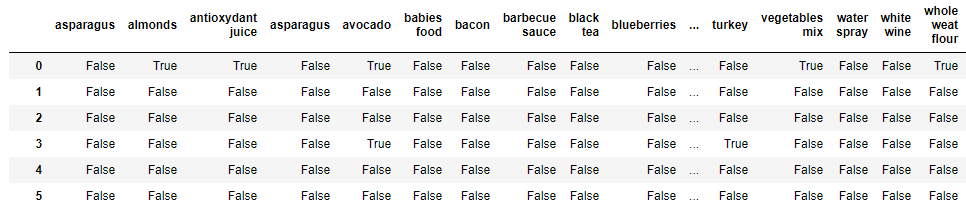 asparagus almonds antioxydant juice asparagus avocado babies food bacon barbecue sauce black tea blueberries ... turkey vegetables mix water spray white wine whole weat flour
0 False True True False True False False False False False ... False True False False True
1 False False False False False False False False False False ... False False False False False
2 False False False False False False False False False False ... False False False False False
3 False False False False True False False False False False ... True False False False False
4 False False False False False False False False False False ... False False False False False
5 False False False False False False False False False False ... False False False False False